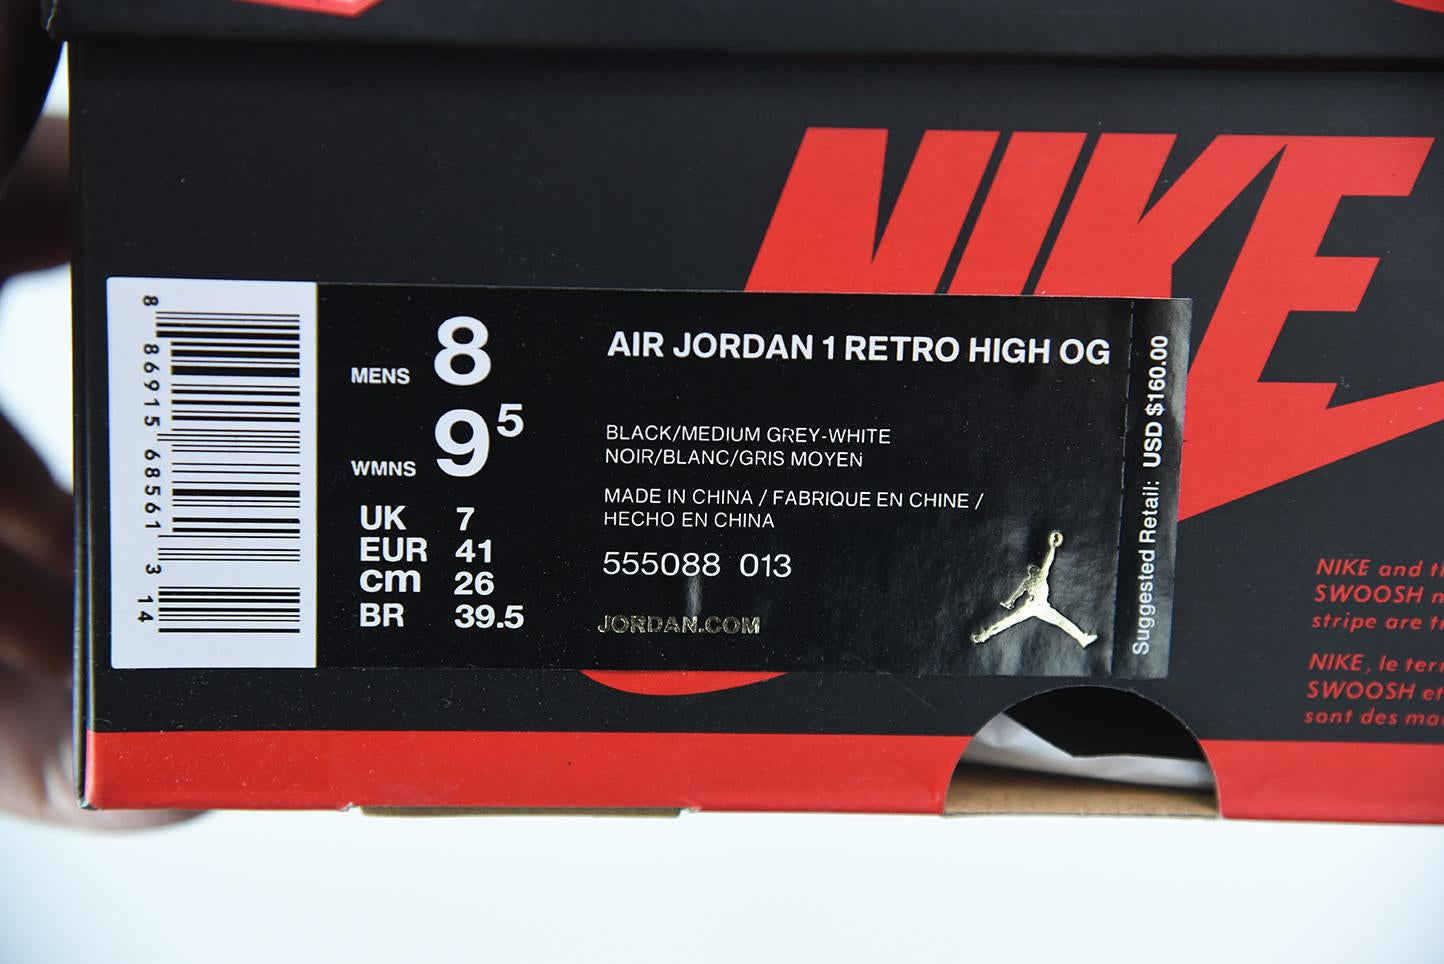 NIKE
8 86915 68561 3 14
MENS 8
WMNS 9⁵
UK 7
EUR 41
cm 26
BR 39.5
AIR JORDAN 1 RETRO HIGH OG
BLACK/MEDIUM GREY-WHITE
NOIR/BLANC/GRIS MOYEN
MADE IN CHINA / FABRIQUE EN CHINE /
HECHO EN CHINA
555088 013
JORDAN.COM
Suggested Retail: USD $160.00
NIKE and
SWOOSH
stripe are
NIKE, le
SWOOSH et
sont des